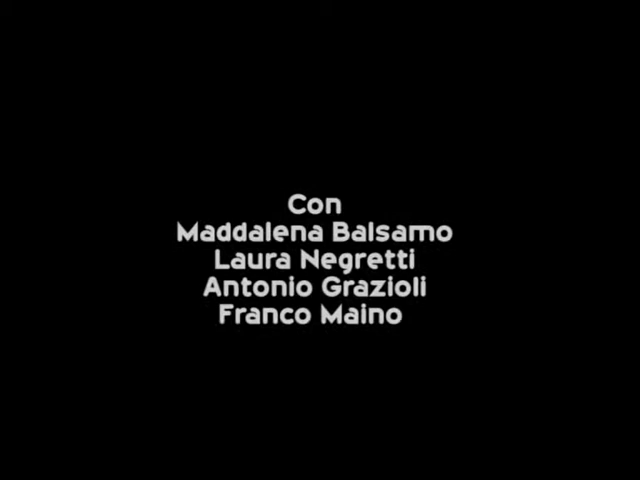 Con
Maddalena Balsamo
Laura Negretti
Antonio Grazioli
Franco Maino